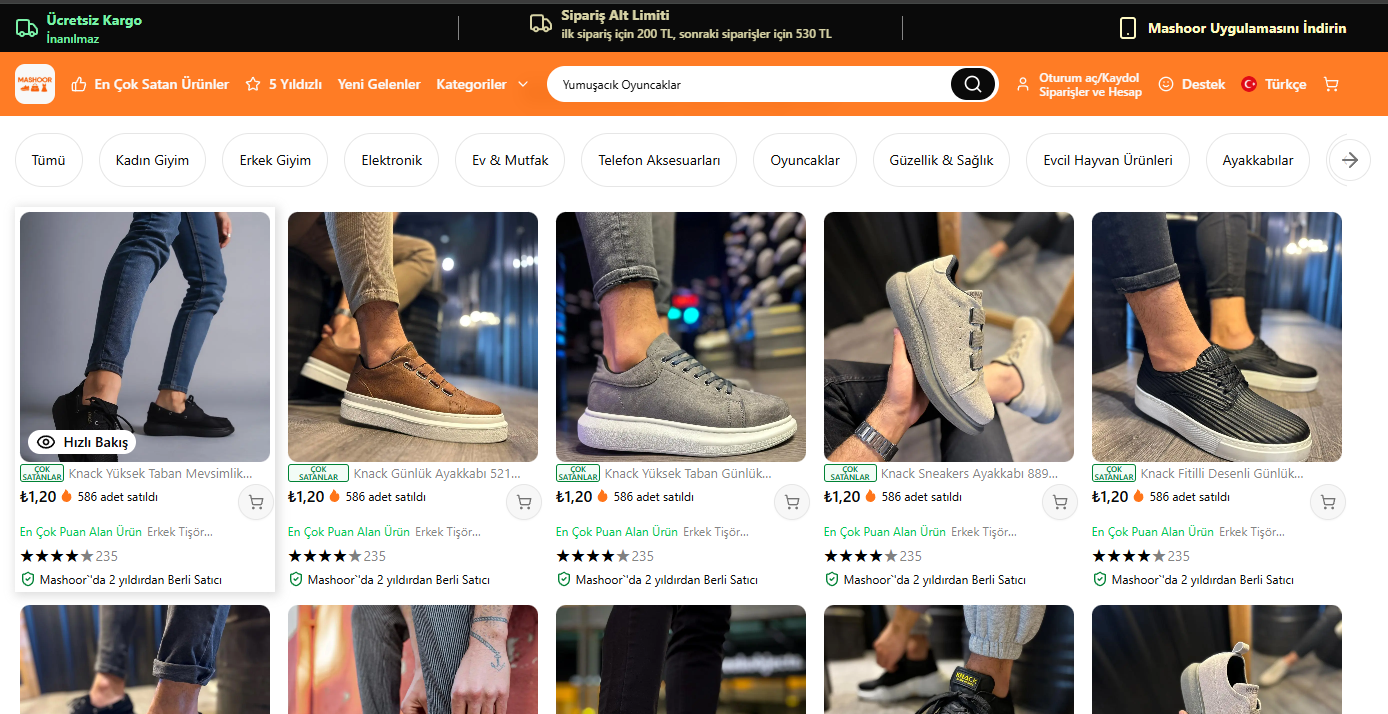 Ücretsiz Kargo
İnanılmaz
Sipariş Alt Limiti
ilk sipariş için 200 TL, sonraki siparişler için 530 TL
Mashoor Uygulamasını İndirin
MASHOOR
En Çok Satan Ürünler
5 Yıldızlı
Yeni Gelenler
Kategoriler
Yumuşacık Oyuncaklar
Oturum aç/Kaydol
Siparişler ve Hesap
Destek
Türkçe
Tümü
Kadın Giyim
Erkek Giyim
Elektronik
Ev & Mutfak
Telefon Aksesuarları
Oyuncaklar
Güzellik & Sağlık
Evcil Hayvan Ürünleri
Ayakkabılar
Hızlı Bakış
ÇOK SATANLAR Knack Yüksek Taban Mevsimlik...
₺1,20 586 adet satıldı
En Çok Puan Alan Ürün Erkek Tişör...
★★★★★235
Mashoor`'da 2 yıldırdan Berli Satıcı
ÇOK SATANLAR Knack Günlük Ayakkabı 521...
₺1,20 586 adet satıldı
En Çok Puan Alan Ürün Erkek Tişör...
★★★★★235
Mashoor`'da 2 yıldırdan Berli Satıcı
ÇOK SATANLAR Knack Yüksek Taban Günlük...
₺1,20 586 adet satıldı
En Çok Puan Alan Ürün Erkek Tişör...
★★★★★235
Mashoor`'da 2 yıldırdan Berli Satıcı
ÇOK SATANLAR Knack Sneakers Ayakkabı 889...
₺1,20 586 adet satıldı
En Çok Puan Alan Ürün Erkek Tişör...
★★★★★235
Mashoor`'da 2 yıldırdan Berli Satıcı
ÇOK SATANLAR Knack Fitilli Desenli Günlük...
₺1,20 586 adet satıldı
En Çok Puan Alan Ürün Erkek Tişör...
★★★★★235
Mashoor`'da 2 yıldırdan Berli Satıcı
KNACK